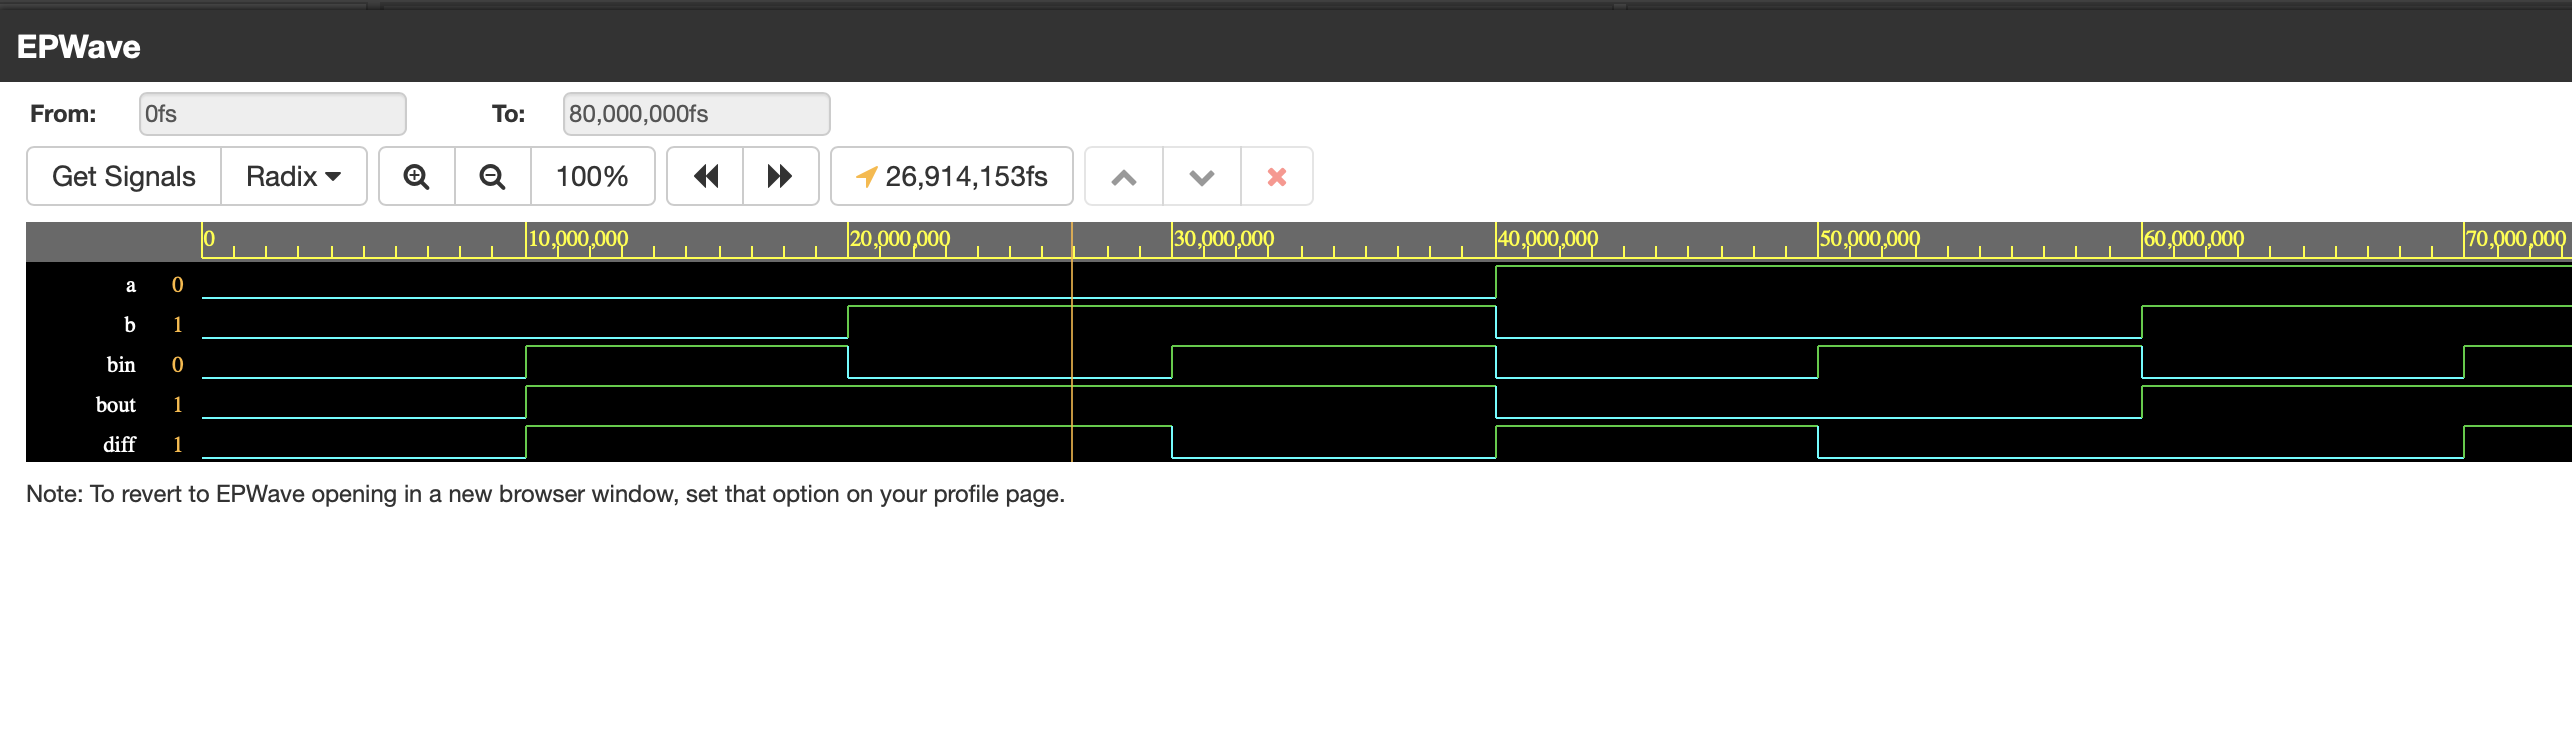 EPWave
From: 0fs To: 80,000,000fs
Get Signals Radix 100% 26,914,153fs
0 10,000,000 20,000,000 30,000,000 40,000,000 50,000,000 60,000,000 70,000,000
a 0
b 1
bin 0
bout 1
diff 1
Note: To revert to EPWave opening in a new browser window, set that option on your profile page.